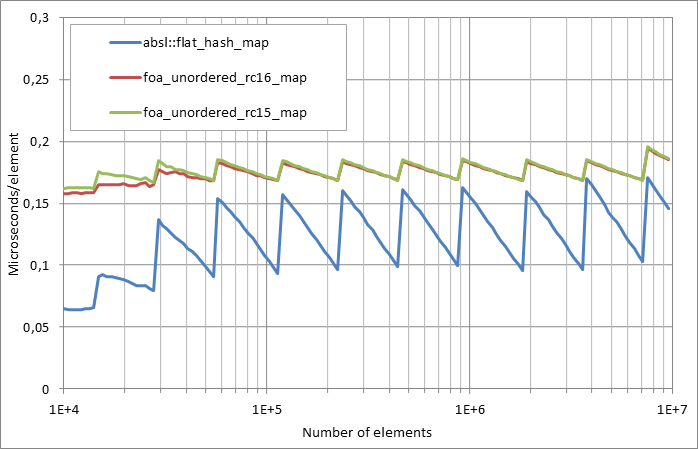 0,3
absl::flat_hash_map
0,25
foa_unordered_rc16_map
foa_unordered_rc15_map
0,2
Microseconds/element
0,15
0,1
0,05
0
1E+4
1E+5
1E+6
1E+7
Number of elements